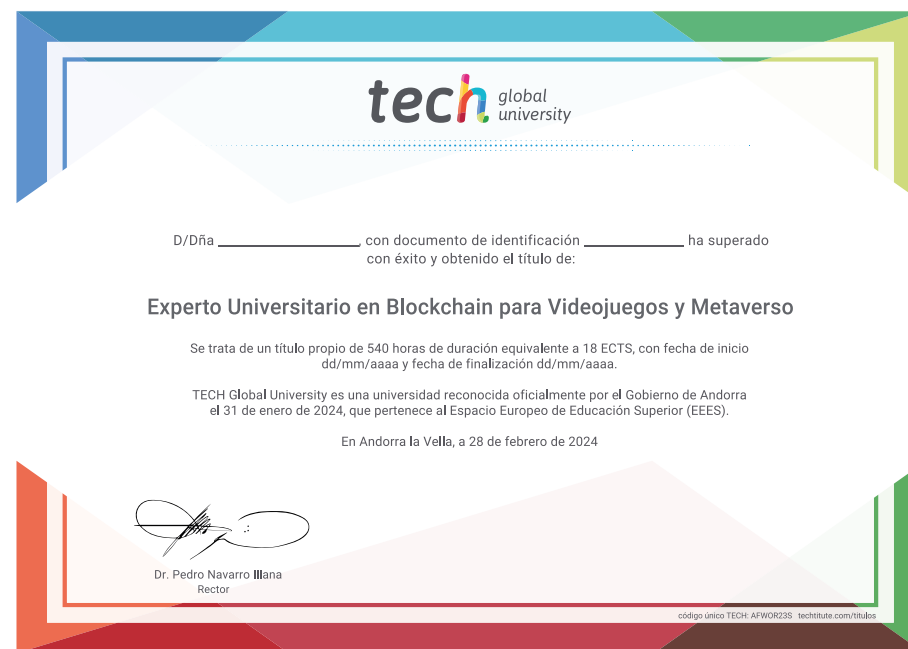 tech global university
D/Dña ____________________, con documento de identificación ______________ ha superado
con éxito y obtenido el título de:
Experto Universitario en Blockchain para Videojuegos y Metaverso
Se trata de un título propio de 540 horas de duración equivalente a 18 ECTS, con fecha de inicio
dd/mm/aaaa y fecha de finalización dd/mm/aaaa.
TECH Global University es una universidad reconocida oficialmente por el Gobierno de Andorra
el 31 de enero de 2024, que pertenece al Espacio Europeo de Educación Superior (EEES).
En Andorra la Vella, a 28 de febrero de 2024
Dr. Pedro Navarro Illana
Rector
código único TECH: AFWOR23S techtitute.com/titulos